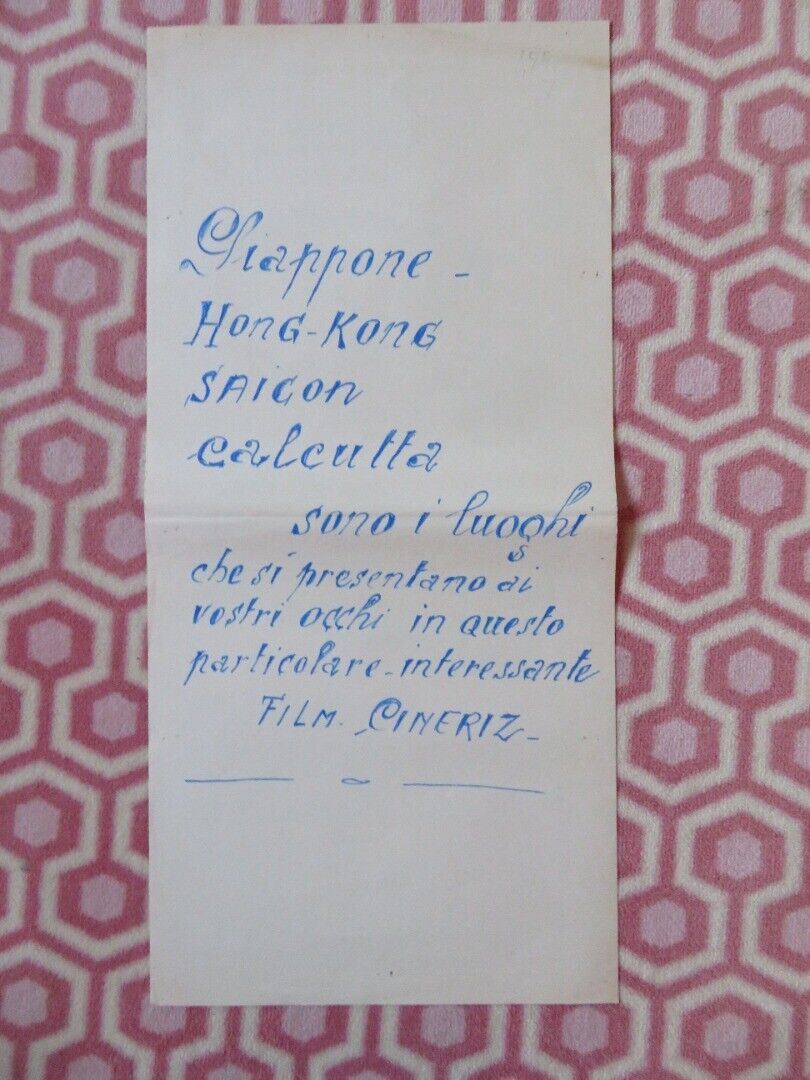 Giappone -
HONG-KONG
SAIGON
Calcutta
sono i luoghi
che si presentano ai
vostri occhi in questo
particolare-interessante
FILM. CINERIZ-